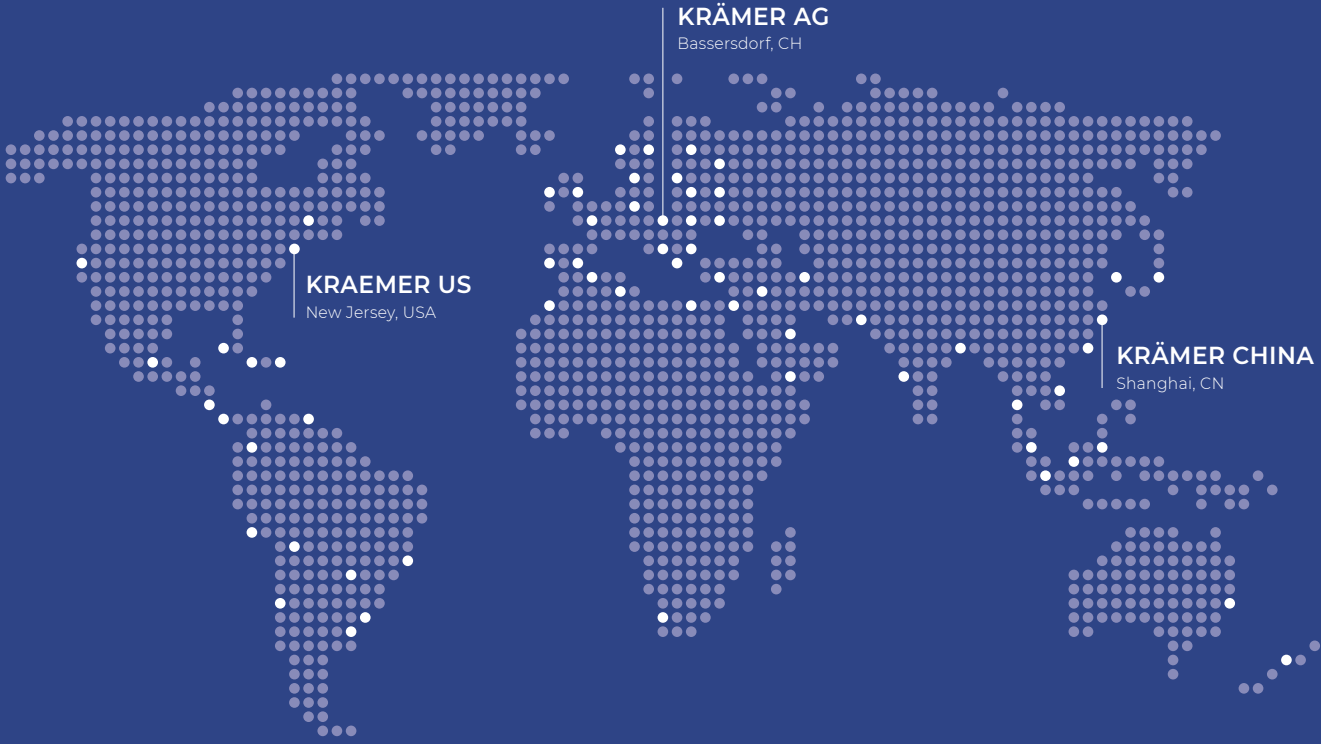 KRÄMER AG
Bassersdorf, CH
KRAEMER US
New Jersey, USA
KRÄMER CHINA
Shanghai, CN